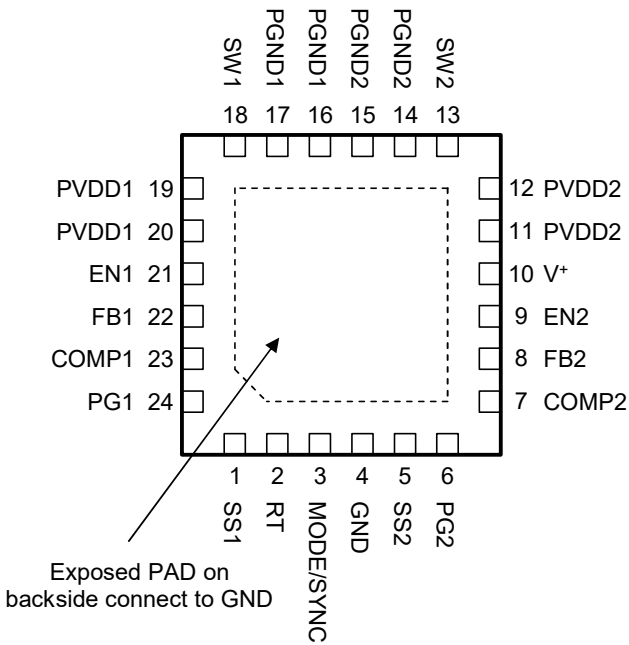 SW1
PGND1
PGND1
PGND2
PGND2
SW2
18 17 16 15 14 13
PVDD1 19
PVDD1 20
EN1 21
FB1 22
COMP1 23
PG1 24
12 PVDD2
11 PVDD2
10 V⁺
9 EN2
8 FB2
7 COMP2
1 2 3 4 5 6
SS1
RT
MODE/SYNC
GND
SS2
PG2
Exposed PAD on
backside connect to GND